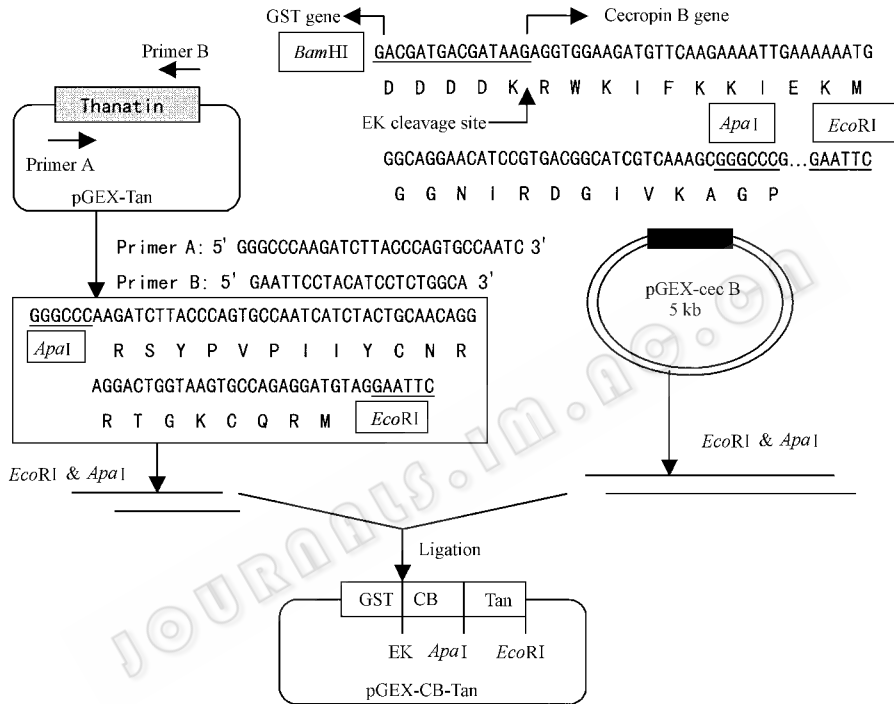 GST gene
Cecropin B gene
BamHI
GACGATGACGATAAGAGGTGGAAGATGTTCAAGAAAATTGAAAAAATG
D D D D K R W K I F K K I E K M
EK cleavage site
ApaI
EcoRI
GGCAGGAACATCCGTGACGGCATCGTCAAAGCGGGCCCG...GAATTC
G G N I R D G I V K A G P
Primer B
Thanatin
Primer A
pGEX-Tan
Primer A: 5' GGGCCCAAGATCTTACCCAGTGCCAATC 3'
Primer B: 5' GAATTCCTACATCCTCTGGCA 3'
GGGCCCAAGATCTTACCCAGTGCCAATCATCTACTGCAACAGG
ApaI
R S Y P V P I I Y C N R
AGGACTGGTAAGTGCCAGAGGATGTAGGAATTC
R T G K C Q R M
EcoRI
pGEX-cec B
5 kb
EcoRI & ApaI
EcoRI & ApaI
Ligation
GST CB Tan
EK ApaI EcoRI
pGEX-CB-Tan
JOURNALS.IM.AC.CN